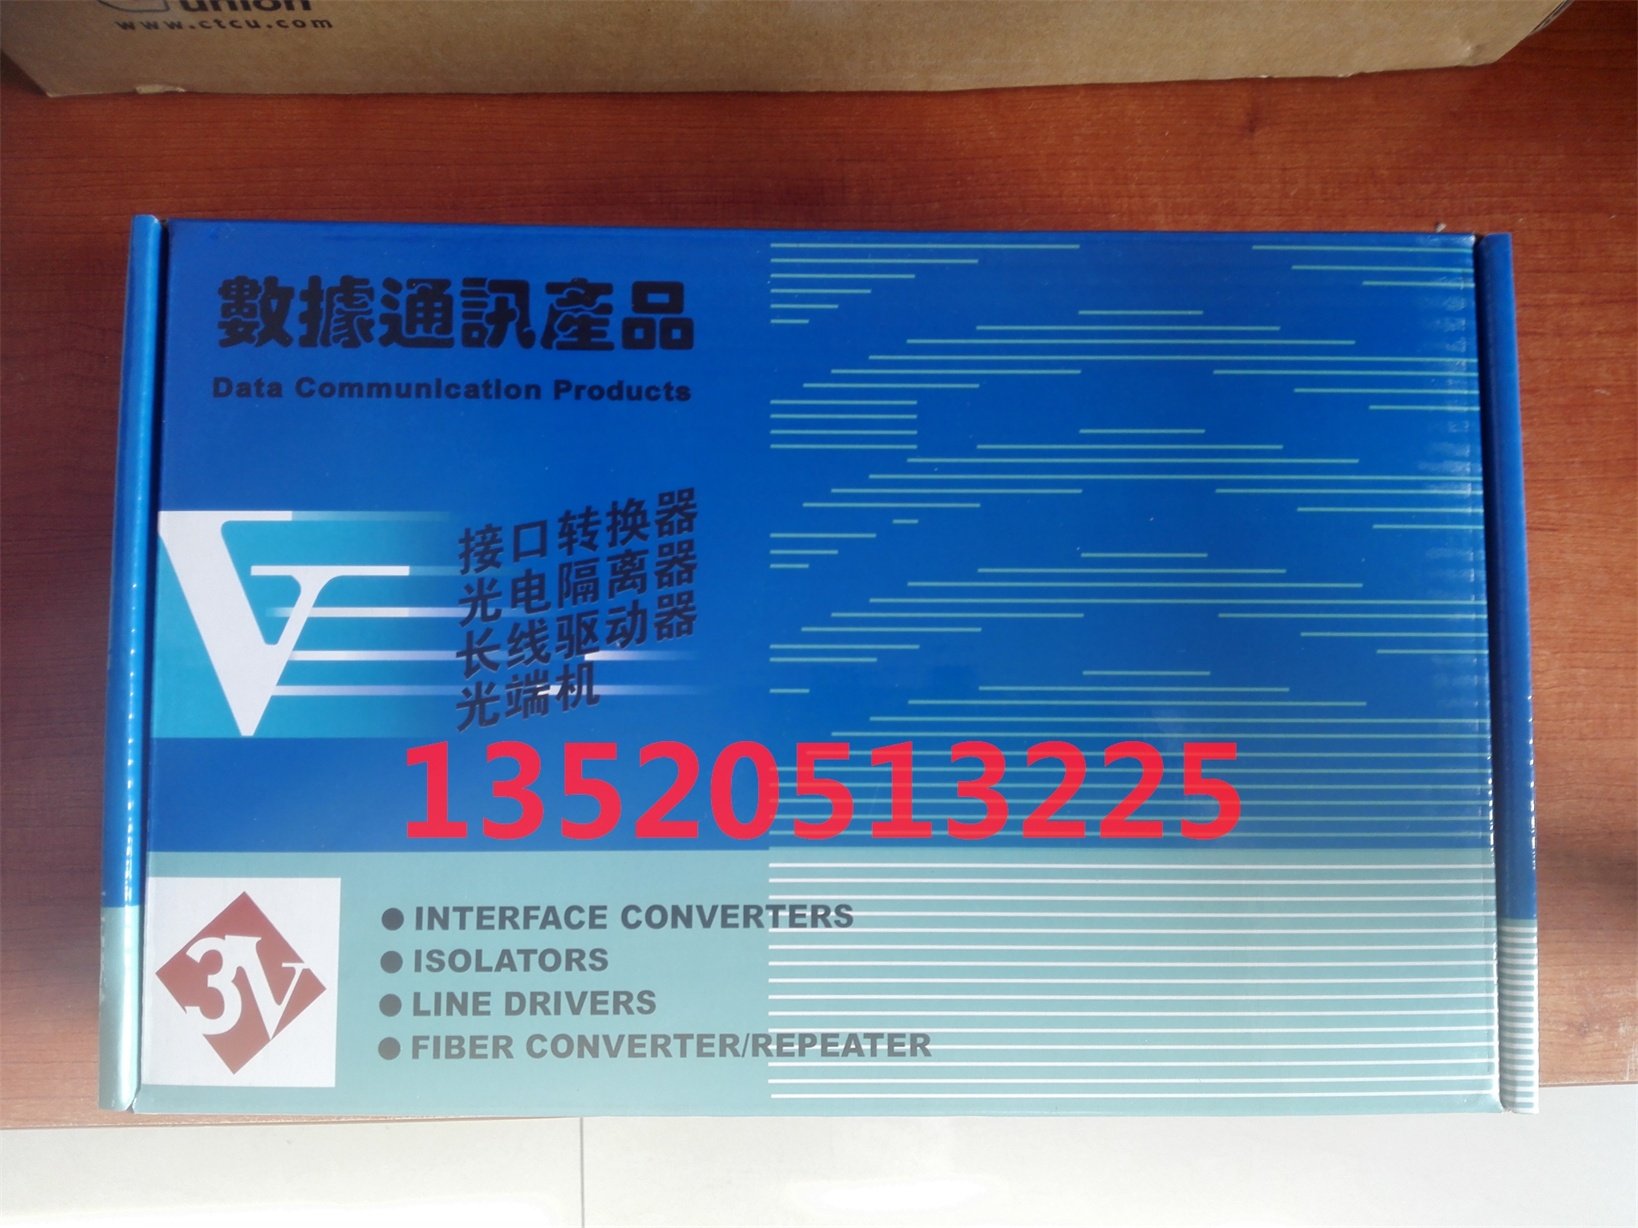 union
www.ctcu.com
數據通訊產品
Data Communication Products
接口转换器
光电隔离器
长线驱动器
光端机
13520513225
3V
● INTERFACE CONVERTERS
● ISOLATORS
● LINE DRIVERS
● FIBER CONVERTER/REPEATER